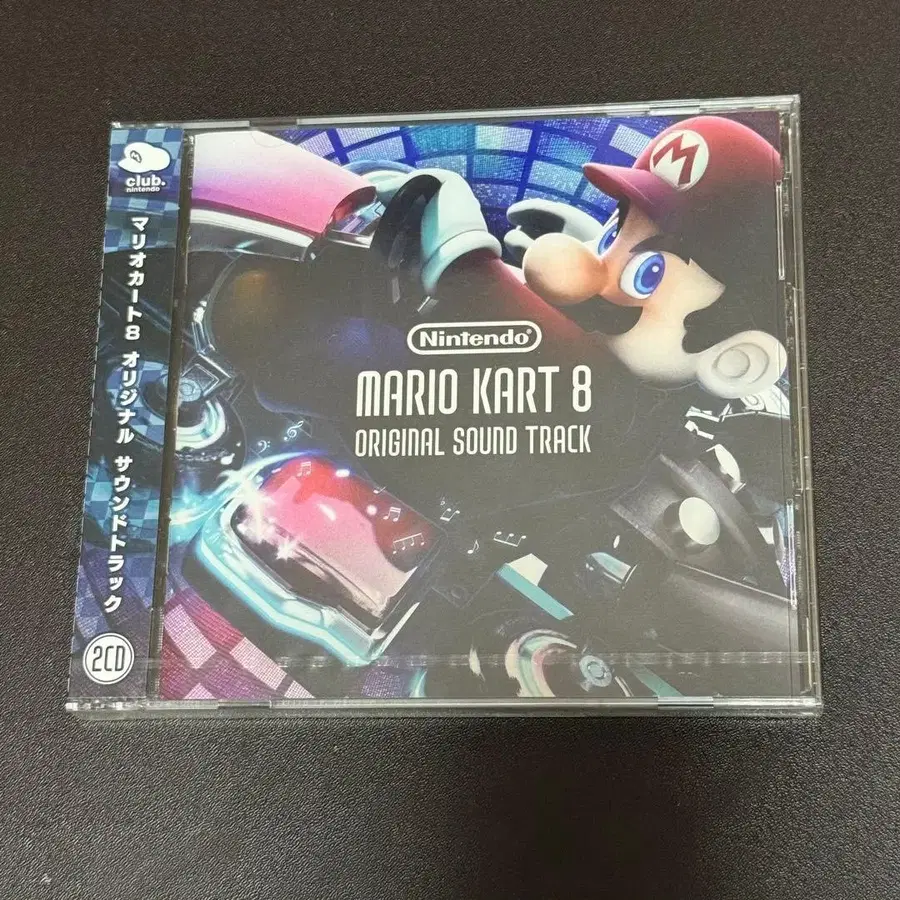 club.
nintendo
マリオカート8 オリジナル サウンドトラック
2CD
M
Nintendo®
MARIO KART 8
ORIGINAL SOUND TRACK